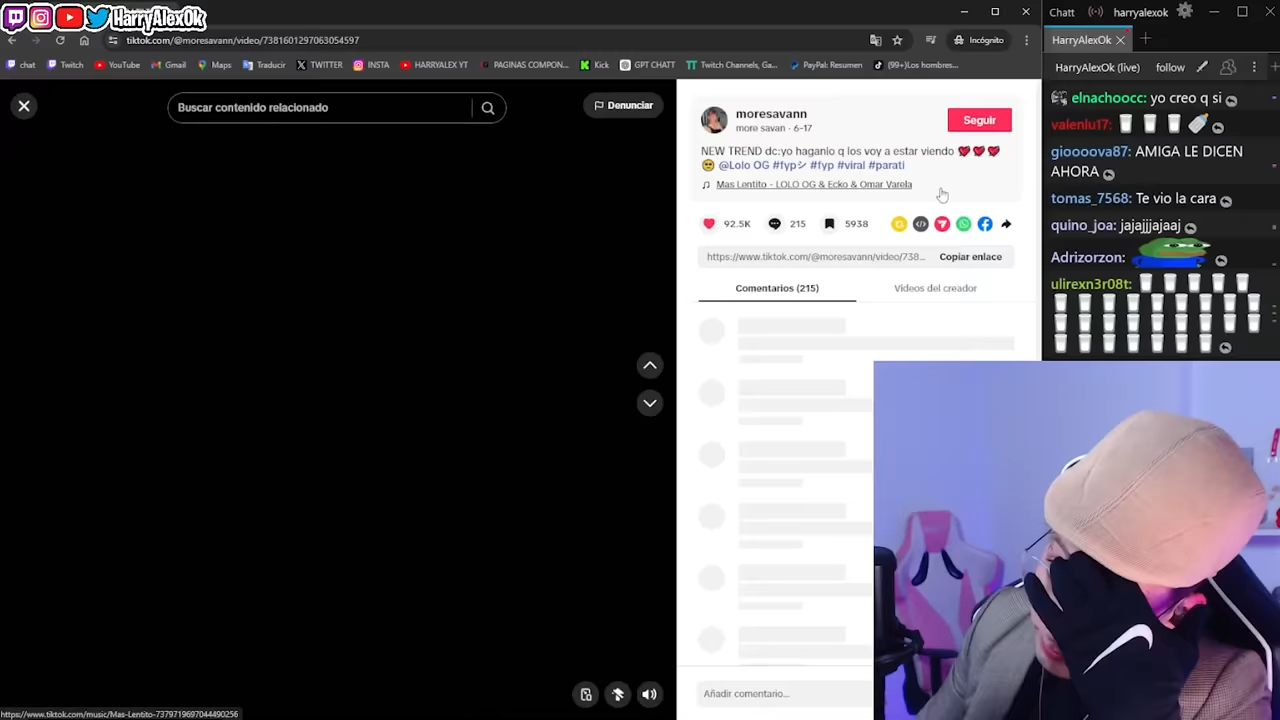 HarryAlexOk
tiktok.com/@moresavann/video/7381601297063054597
Incógnito
chat
Twitch
YouTube
Gmail
Maps
Traducir
TWITTER
INSTA
HARRYALEX YT
PAGINAS COMPON...
Kick
GPT CHATT
Twitch Channels, Ga...
PayPal: Resumen
(99+)Los hombres...
Buscar contenido relacionado
Denunciar
moresavann
more savan · 6-17
Seguir
NEW TREND dc:yo haganlo q los voy a estar viendo 💘💘💘
🥹 @Lolo OG #fypシ #fyp #viral #parati
♫ Mas Lentito - LOLO OG & Ecko & Omar Varela
92.5K
215
5938
https://www.tiktok.com/@moresavann/video/738...
Copiar enlace
Comentarios (215)
Videos del creador
Añadir comentario...
https://www.tiktok.com/music/Mas-Lentito-7379719697044490256
Chatt
harryalexok
HarryAlexOk
HarryAlexOk (live)
follow
elnachoocc: yo creo q si
valenlu17: 🥛🥛🥛🍼
gioooova87: AMIGA LE DICEN
AHORA
tomas_7568: Te vio la cara
quino_joa: jajajjjajaaj
Adrizorzon:
ulirexn3r08t: 🥛🥛🥛🥛🥛
🥛🥛🥛🥛🥛🥛🥛🥛🥛
🥛🥛🥛🥛🥛🥛🥛🥛🥛
🥛🥛🥛🥛🥛🥛🥛